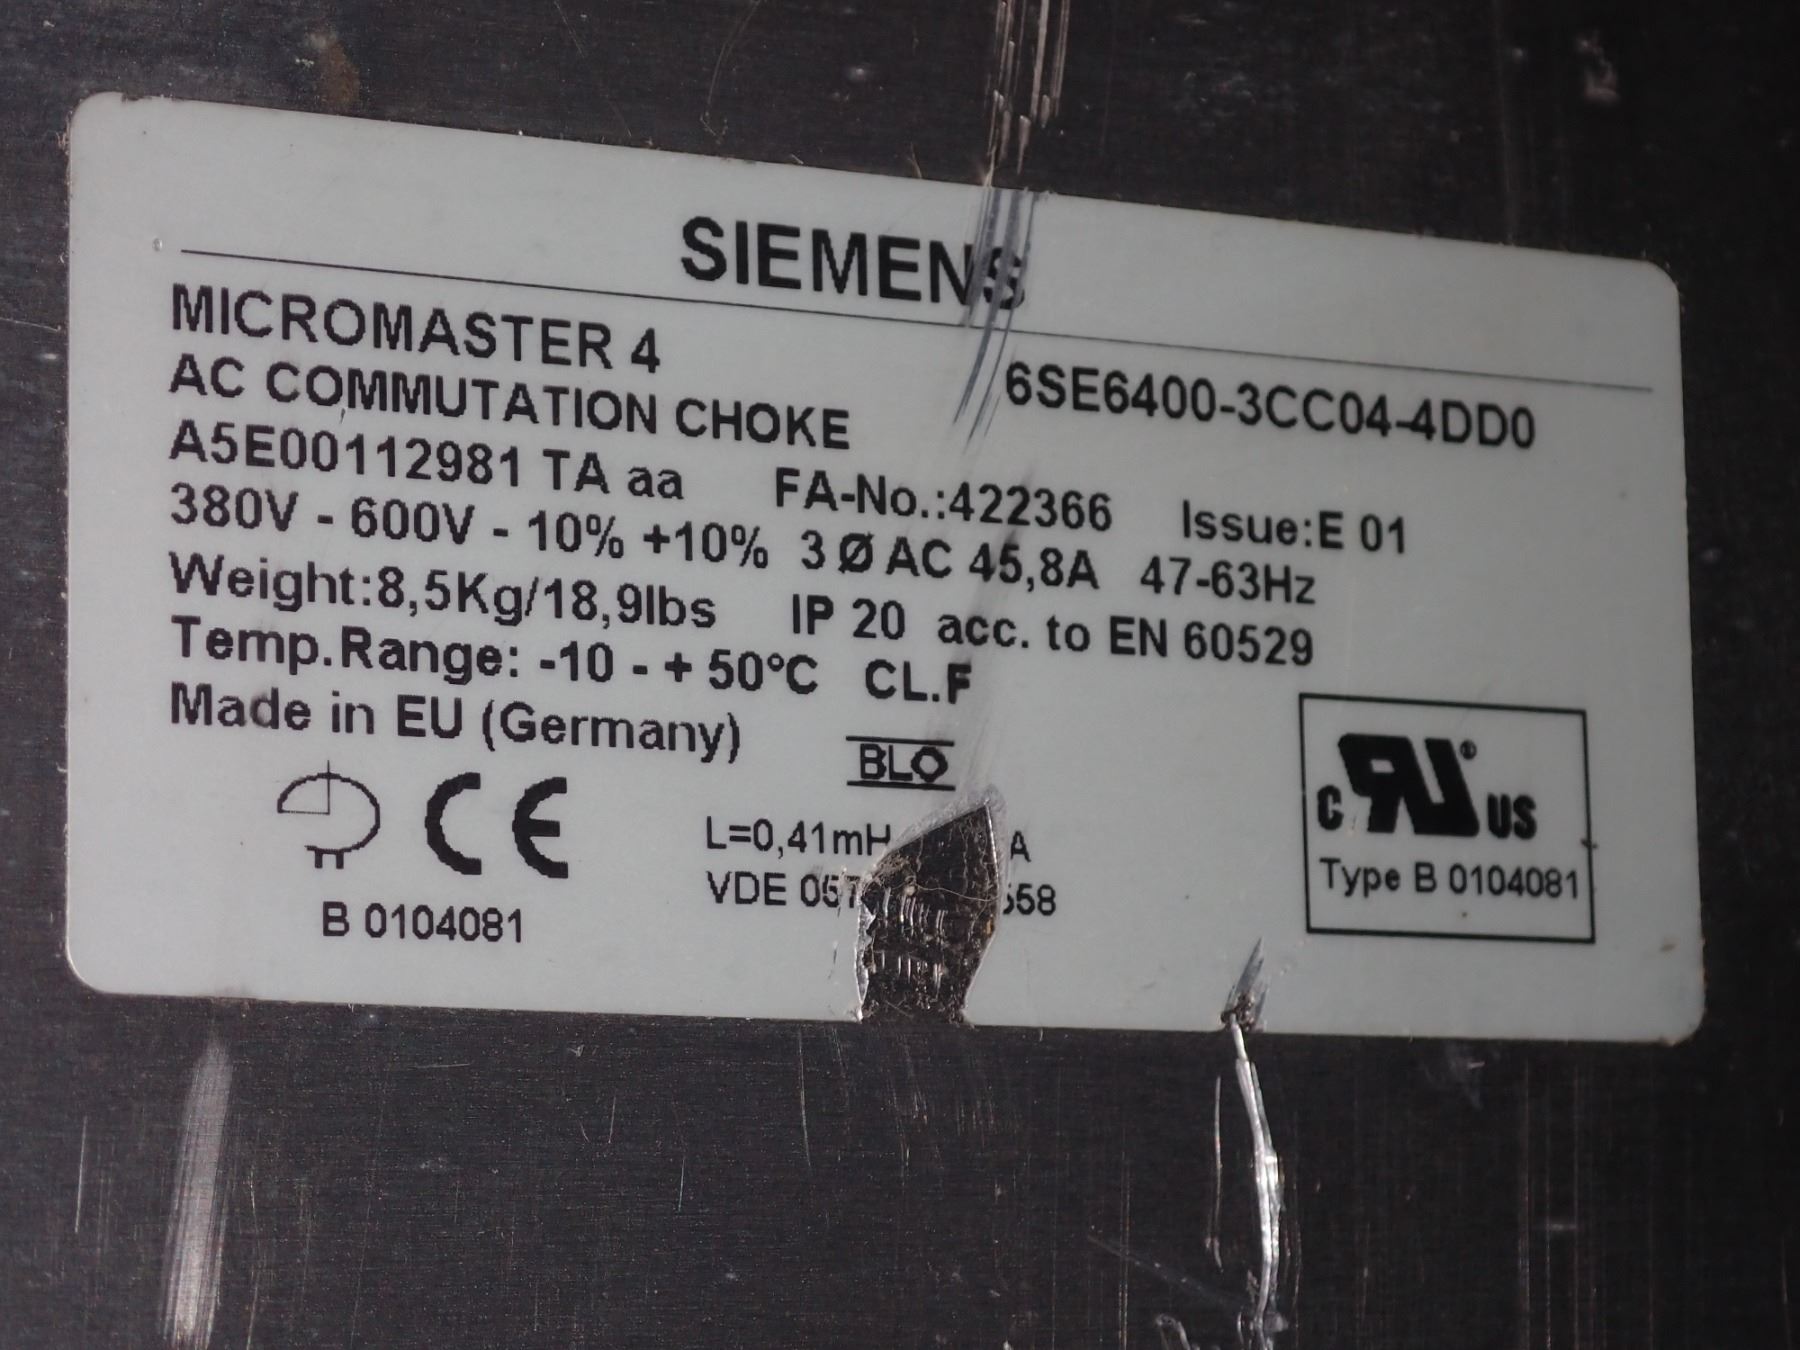 SIEMENS
MICROMASTER 4
AC COMMUTATION CHOKE 6SE6400-3CC04-4DD0
A5E00112981 TA aa FA-No.:422366 Issue:E 01
380V - 600V - 10% +10% 3 Ø AC 45,8A 47-63Hz
Weight:8,5Kg/18,9lbs IP 20 acc. to EN 60529
Temp.Range: -10 - + 50°C CL.F
Made in EU (Germany)
BLO
CE
L=0,41mH A
VDE
B 0104081
C RU® US
Type B 0104081